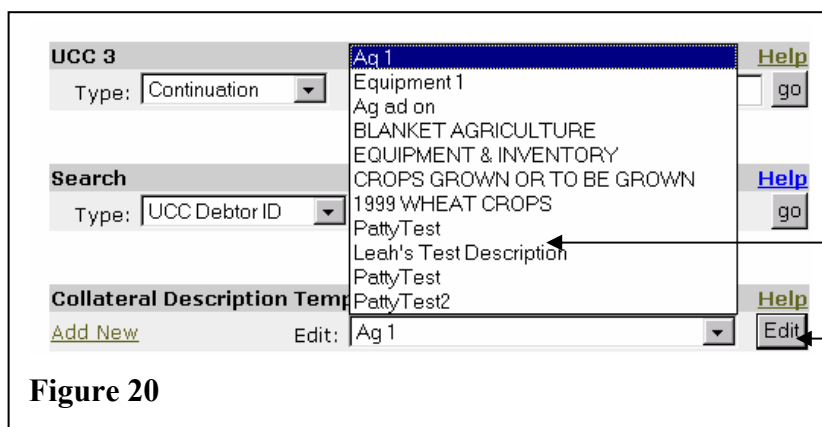 UCC 3
Help
Type: Continuation
go
Search
Help
Type: UCC Debtor ID
go
Ag 1
Equipment 1
Ag ad on
BLANKET AGRICULTURE
EQUIPMENT & INVENTORY
CROPS GROWN OR TO BE GROWN
1999 WHEAT CROPS
PattyTest
Leah's Test Description
PattyTest
PattyTest2
Collateral Description
Help
Add New
Edit: Ag 1
Edit
Figure 20